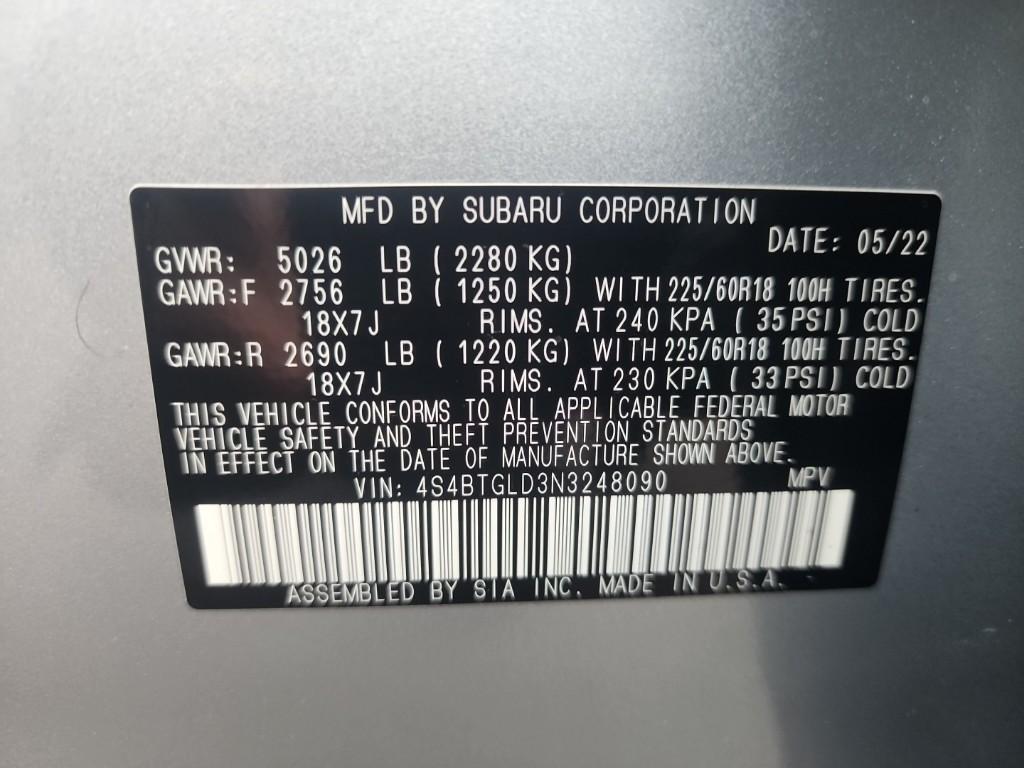 MFD BY SUBARU CORPORATION
DATE: 05/22
GVWR: 5026 LB ( 2280 KG)
GAWR:F 2756 LB ( 1250 KG) WITH 225/60R18 100H TIRES.
18X7J RIMS. AT 240 KPA ( 35 PSI) COLD
GAWR:R 2690 LB ( 1220 KG) WITH 225/60R18 100H TIRES.
18X7J RIMS. AT 230 KPA ( 33 PSI) COLD
THIS VEHICLE CONFORMS TO ALL APPLICABLE FEDERAL MOTOR
VEHICLE SAFETY AND THEFT PREVENTION STANDARDS
IN EFFECT ON THE DATE OF MANUFACTURE SHOWN ABOVE.
VIN: 4S4BTGLD3N3248090 MPV
ASSEMBLED BY SIA INC. MADE IN U.S.A.